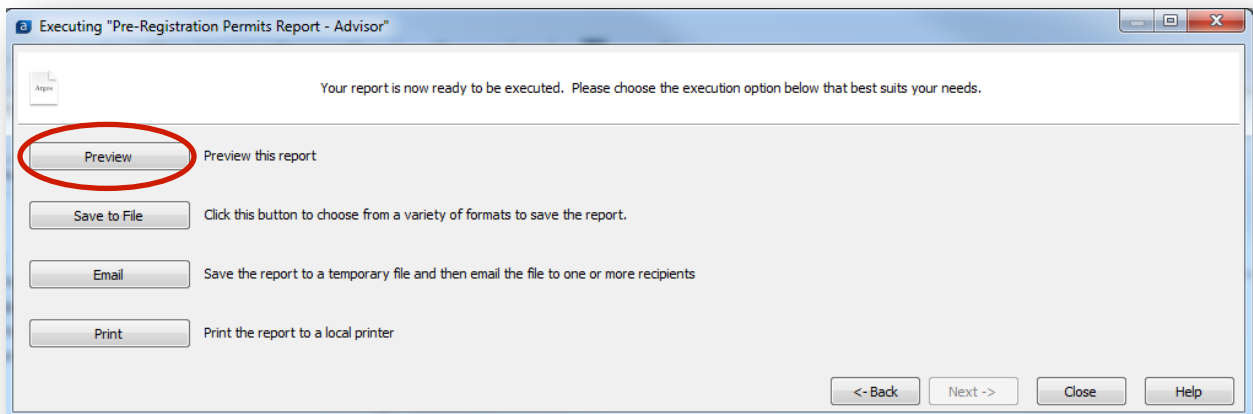 a Executing "Pre-Registration Permits Report - Advisor"
X
Argos
Your report is now ready to be executed. Please choose the execution option below that best suits your needs.
Preview Preview this report
Save to File Click this button to choose from a variety of formats to save the report.
Email Save the report to a temporary file and then email the file to one or more recipients
Print Print the report to a local printer
<- Back Next -> Close Help